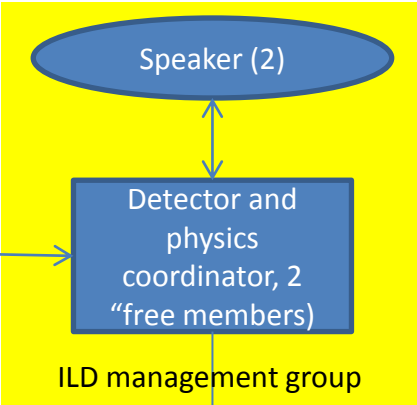 Speaker (2)
Detector and
physics
coordinator, 2
“free members)
ILD management group